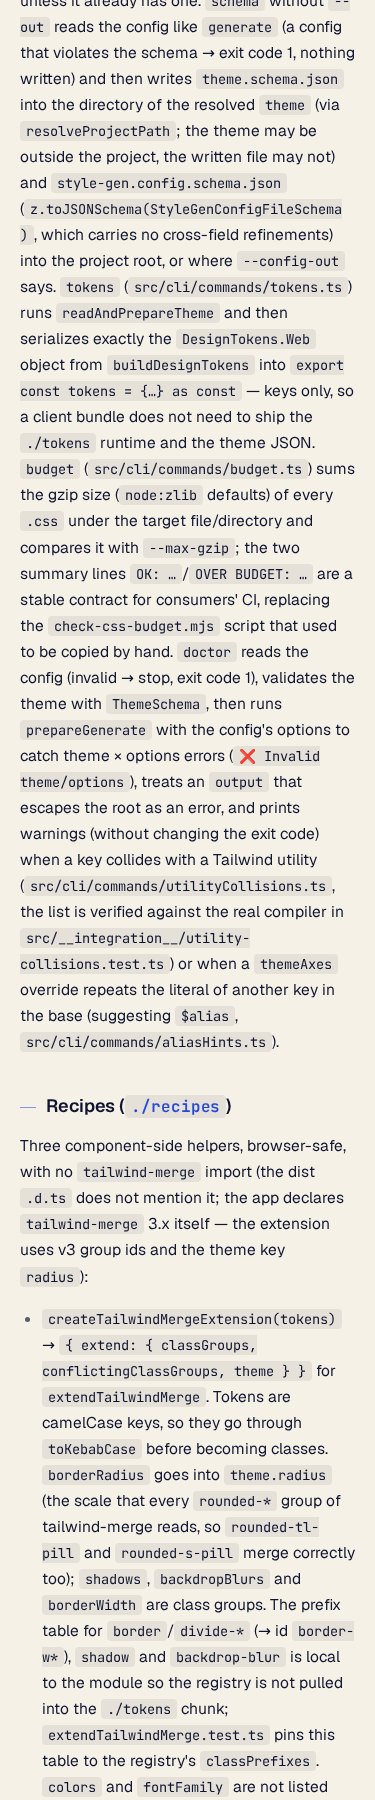 unless it already has one. schema without --
out reads the config like generate (a config
that violates the schema → exit code 1, nothing
written) and then writes theme.schema.json
into the directory of the resolved theme (via
resolveProjectPath; the theme may be
outside the project, the written file may not)
and style-gen.config.schema.json
(z.toJSONSchema(StyleGenConfigFileSchema
), which carries no cross-field refinements)
into the project root, or where --config-out
says. tokens (src/cli/commands/tokens.ts)
runs readAndPrepareTheme and then
serializes exactly the DesignTokens.Web
object from buildDesignTokens into export
const tokens = {…} as const — keys only, so
a client bundle does not need to ship the
./tokens runtime and the theme JSON.
budget (src/cli/commands/budget.ts) sums
the gzip size (node:zlib defaults) of every
.css under the target file/directory and
compares it with --max-gzip; the two
summary lines OK: …/OVER BUDGET: … are a
stable contract for consumers' CI, replacing
the check-css-budget.mjs script that used
to be copied by hand. doctor reads the
config (invalid → stop, exit code 1), validates the
theme with ThemeSchema, then runs
prepareGenerate with the config's options to
catch theme × options errors (❌ Invalid
theme/options), treats an output that
escapes the root as an error, and prints
warnings (without changing the exit code)
when a key collides with a Tailwind utility
(src/cli/commands/utilityCollisions.ts,
the list is verified against the real compiler in
src/__integration__/utility-
collisions.test.ts) or when a themeAxes
override repeats the literal of another key in
the base (suggesting $alias,
src/cli/commands/aliasHints.ts).
— Recipes (./recipes)
Three component-side helpers, browser-safe,
with no tailwind-merge import (the dist
.d.ts does not mention it; the app declares
tailwind-merge 3.x itself — the extension
uses v3 group ids and the theme key
radius):
• createTailwindMergeExtension(tokens)
→ { extend: { classGroups,
conflictingClassGroups, theme } } for
extendTailwindMerge. Tokens are
camelCase keys, so they go through
toKebabCase before becoming classes.
borderRadius goes into theme.radius
(the scale that every rounded-* group of
tailwind-merge reads, so rounded-tl-
pill and rounded-s-pill merge correctly
too); shadows, backdropBlurs and
borderWidth are class groups. The prefix
table for border/divide-* (→ id border-
w*), shadow and backdrop-blur is local
to the module so the registry is not pulled
into the ./tokens chunk;
extendTailwindMerge.test.ts pins this
table to the registry's classPrefixes.
colors and fontFamily are not listed